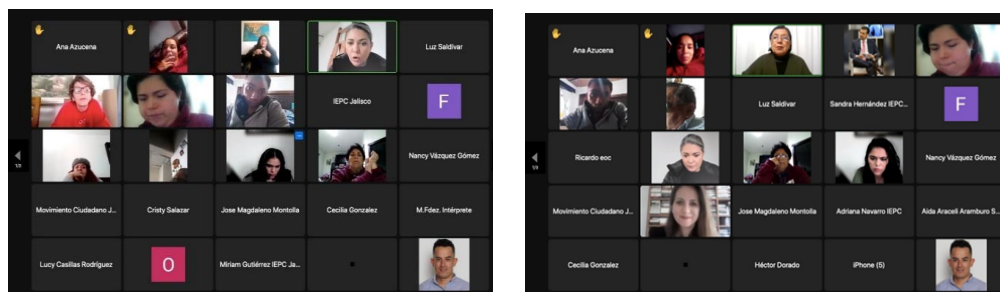 Ana Azucena
Luz Saldivar
IEPC Jalisco
F
Nancy Vázquez Gómez
Movimiento Ciudadano J...
Cristy Salazar
Jose Magdaleno Montolla
Cecilia Gonzalez
M.Fdez. Intérprete
Lucy Casillas Rodríguez
O
Miriam Gutiérrez IEPC Ja...
Ana Azucena
Luz Saldivar
Sandra Hernández IEPC...
F
Ricardo eoc
Nancy Vázquez Gómez
Movimiento Ciudadano J...
Jose Magdaleno Montolla
Adriana Navarro IEPC
Aida Araceli Aramburo S...
Cecilia Gonzalez
Héctor Dorado
iPhone (5)